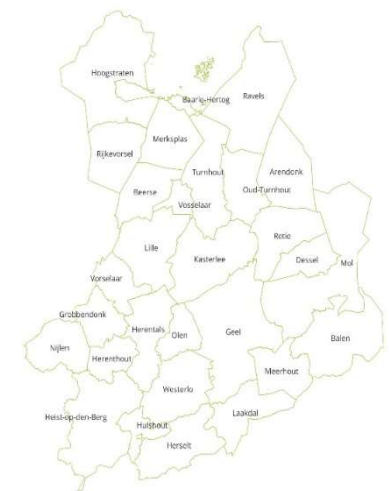 Hoogstraten
Ravels
Baarle-Hertog
Merksplas
Rijkevorsel
Turnhout
Arendonk
Beerse
Oud-Turnhout
Vosselaar
Retie
Lille
Kasterlee
Dessel
Mol
Vorselaar
Grobbendonk
Herentals
Olen
Geel
Balen
Nijlen
Herenthout
Meerhout
Westerlo
Laakdal
Heist-op-den-Berg
Hulshout
Herselt